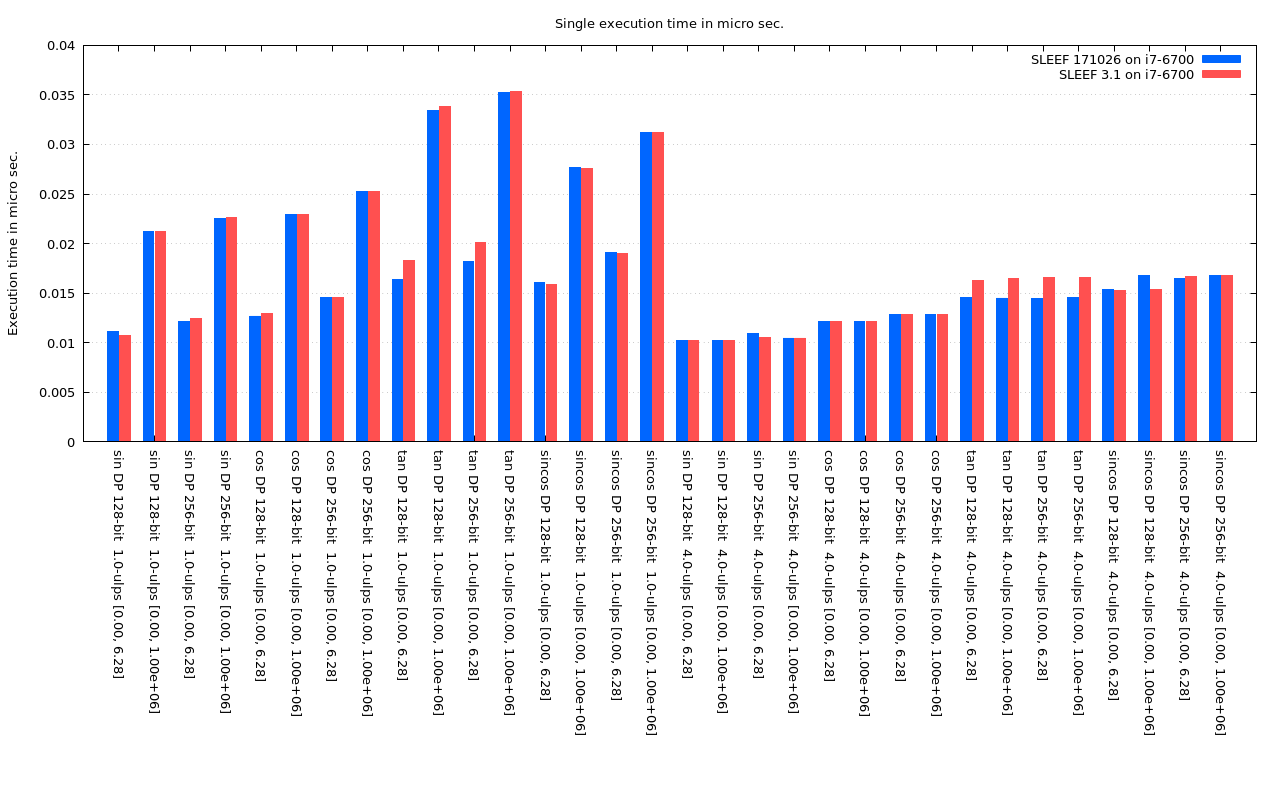 Single execution time in micro sec.
SLEEF 171026 on i7-6700
SLEEF 3.1 on i7-6700
Execution time in micro sec.
0.04
0.035
0.03
0.025
0.02
0.015
0.01
0.005
0
sin DP 128-bit 1.0-ulps [0.00, 6.28]
sin DP 128-bit 1.0-ulps [0.00, 1.00e+06]
sin DP 256-bit 1.0-ulps [0.00, 6.28]
sin DP 256-bit 1.0-ulps [0.00, 1.00e+06]
cos DP 128-bit 1.0-ulps [0.00, 6.28]
cos DP 128-bit 1.0-ulps [0.00, 1.00e+06]
cos DP 256-bit 1.0-ulps [0.00, 6.28]
cos DP 256-bit 1.0-ulps [0.00, 1.00e+06]
tan DP 128-bit 1.0-ulps [0.00, 6.28]
tan DP 128-bit 1.0-ulps [0.00, 1.00e+06]
tan DP 256-bit 1.0-ulps [0.00, 6.28]
tan DP 256-bit 1.0-ulps [0.00, 1.00e+06]
sincos DP 128-bit 1.0-ulps [0.00, 6.28]
sincos DP 128-bit 1.0-ulps [0.00, 1.00e+06]
sincos DP 256-bit 1.0-ulps [0.00, 6.28]
sincos DP 256-bit 1.0-ulps [0.00, 1.00e+06]
sin DP 128-bit 4.0-ulps [0.00, 6.28]
sin DP 128-bit 4.0-ulps [0.00, 1.00e+06]
sin DP 256-bit 4.0-ulps [0.00, 6.28]
sin DP 256-bit 4.0-ulps [0.00, 1.00e+06]
cos DP 128-bit 4.0-ulps [0.00, 6.28]
cos DP 128-bit 4.0-ulps [0.00, 1.00e+06]
cos DP 256-bit 4.0-ulps [0.00, 6.28]
cos DP 256-bit 4.0-ulps [0.00, 1.00e+06]
tan DP 128-bit 4.0-ulps [0.00, 6.28]
tan DP 128-bit 4.0-ulps [0.00, 1.00e+06]
tan DP 256-bit 4.0-ulps [0.00, 6.28]
tan DP 256-bit 4.0-ulps [0.00, 1.00e+06]
sincos DP 128-bit 4.0-ulps [0.00, 6.28]
sincos DP 128-bit 4.0-ulps [0.00, 1.00e+06]
sincos DP 256-bit 4.0-ulps [0.00, 6.28]
sincos DP 256-bit 4.0-ulps [0.00, 1.00e+06]